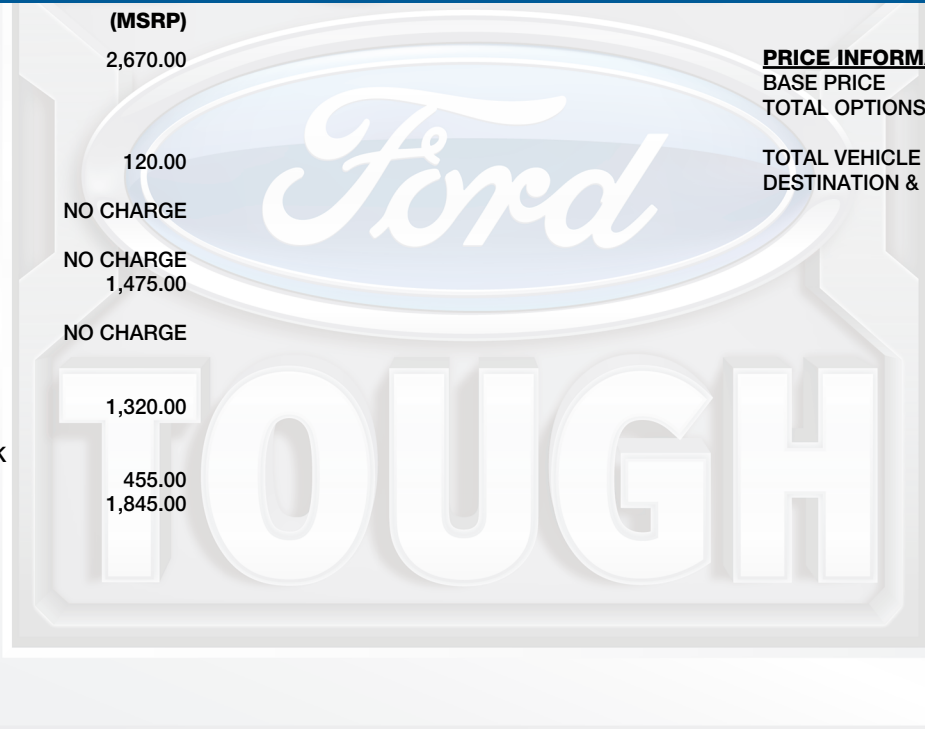 (MSRP)
2,670.00
120.00
NO CHARGE
NO CHARGE
1,475.00
NO CHARGE
1,320.00
K
455.00
1,845.00
PRICE INFORMA
BASE PRICE
TOTAL OPTIONS
TOTAL VEHICLE
DESTINATION &
Ford
TOUGH